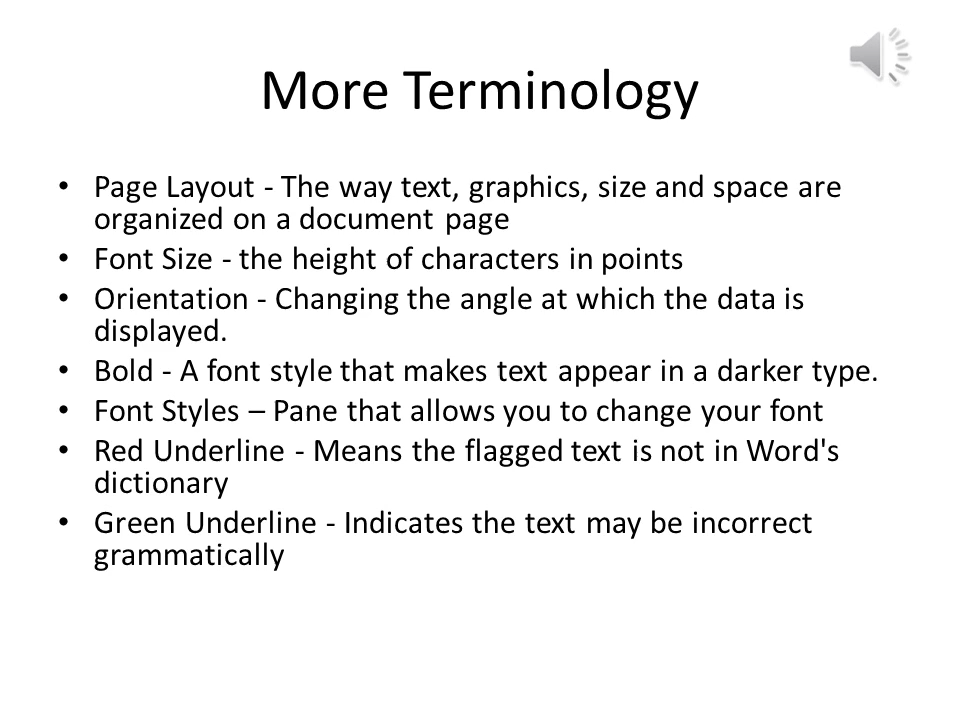 More Terminology
• Page Layout - The way text, graphics, size and space are
organized on a document page
• Font Size - the height of characters in points
• Orientation - Changing the angle at which the data is
displayed.
• Bold - A font style that makes text appear in a darker type.
• Font Styles – Pane that allows you to change your font
• Red Underline - Means the flagged text is not in Word's
dictionary
• Green Underline - Indicates the text may be incorrect
grammatically